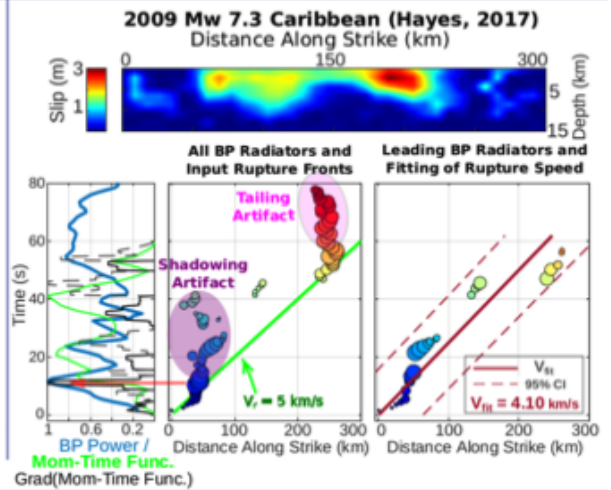 2009 Mw 7.3 Caribbean (Hayes, 2017)
Distance Along Strike (km)
0 150 300
Slip (m)
3
1
5
15
Depth (km)
All BP Radiators and
Input Rupture Fronts
Leading BP Radiators and
Fitting of Rupture Speed
Time (s)
80
60
40
20
0
Tailing
Artifact
Shadowing
Artifact
Vr = 5 km/s
Vfit
95% CI
Vfit = 4.10 km/s
1 0.6 0.2 0 100 200 300 0 100 200 300
BP Power /
Mom-Time Func.
Grad(Mom-Time Func.)
Distance Along Strike (km)
Distance Along Strike (km)